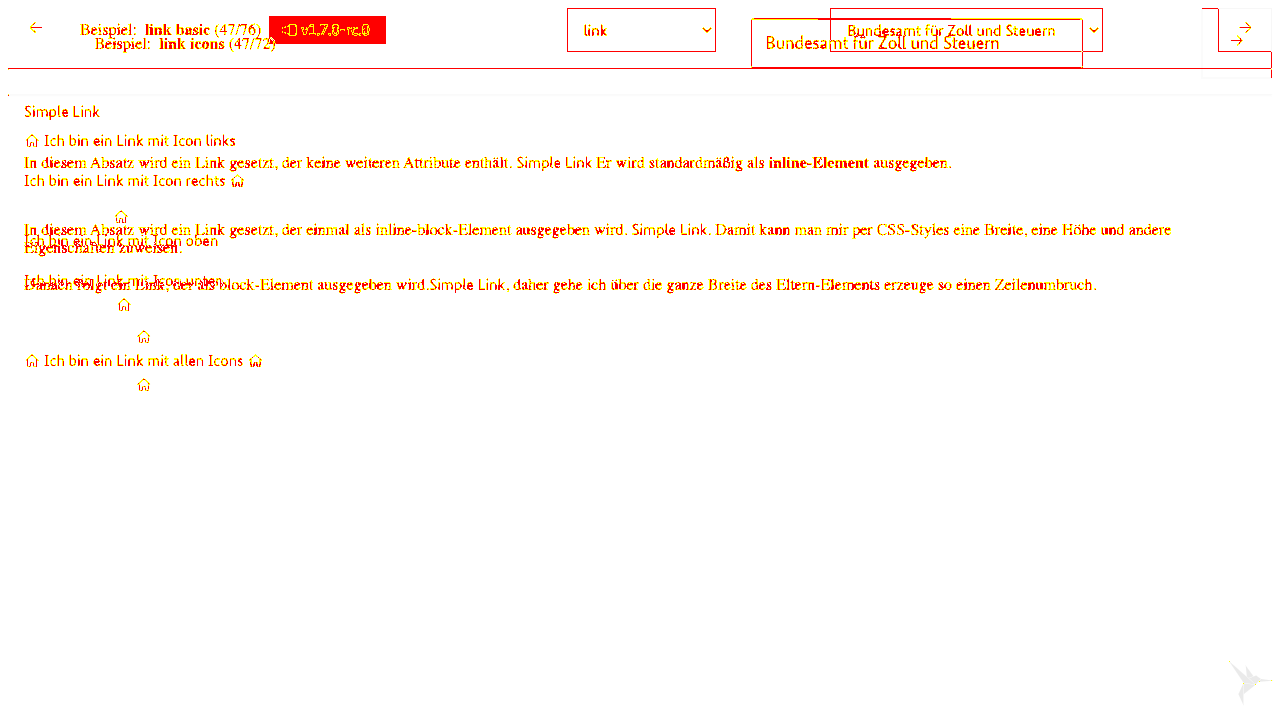 Beispiel: link basic (47/76) v1.7.0-rc.0 link Bundesamt für Zoll und Steuern
Beispiel: link icons (47/72) Bundesamt für Zoll und Steuern
Simple Link
Ich bin ein Link mit Icon links
In diesem Absatz wird ein Link gesetzt, der keine weiteren Attribute enthält. Simple Link Er wird standardmäßig als inline-Element ausgegeben.
Ich bin ein Link mit Icon rechts
In diesem Absatz wird ein Link gesetzt, der einmal als inline-block-Element ausgegeben wird. Simple Link. Damit kann man mir per CSS-Styles eine Breite, eine Höhe und andere
Ich bin ein Link mit Icon oben
Eigenschaften zuweisen.
Ich bin ein Link mit Icon unten
Danach folgt ein Link, der als block-Element ausgegeben wird.Simple Link, daher gehe ich über die ganze Breite des Eltern-Elements erzeuge so einen Zeilenumbruch.
Ich bin ein Link mit allen Icons